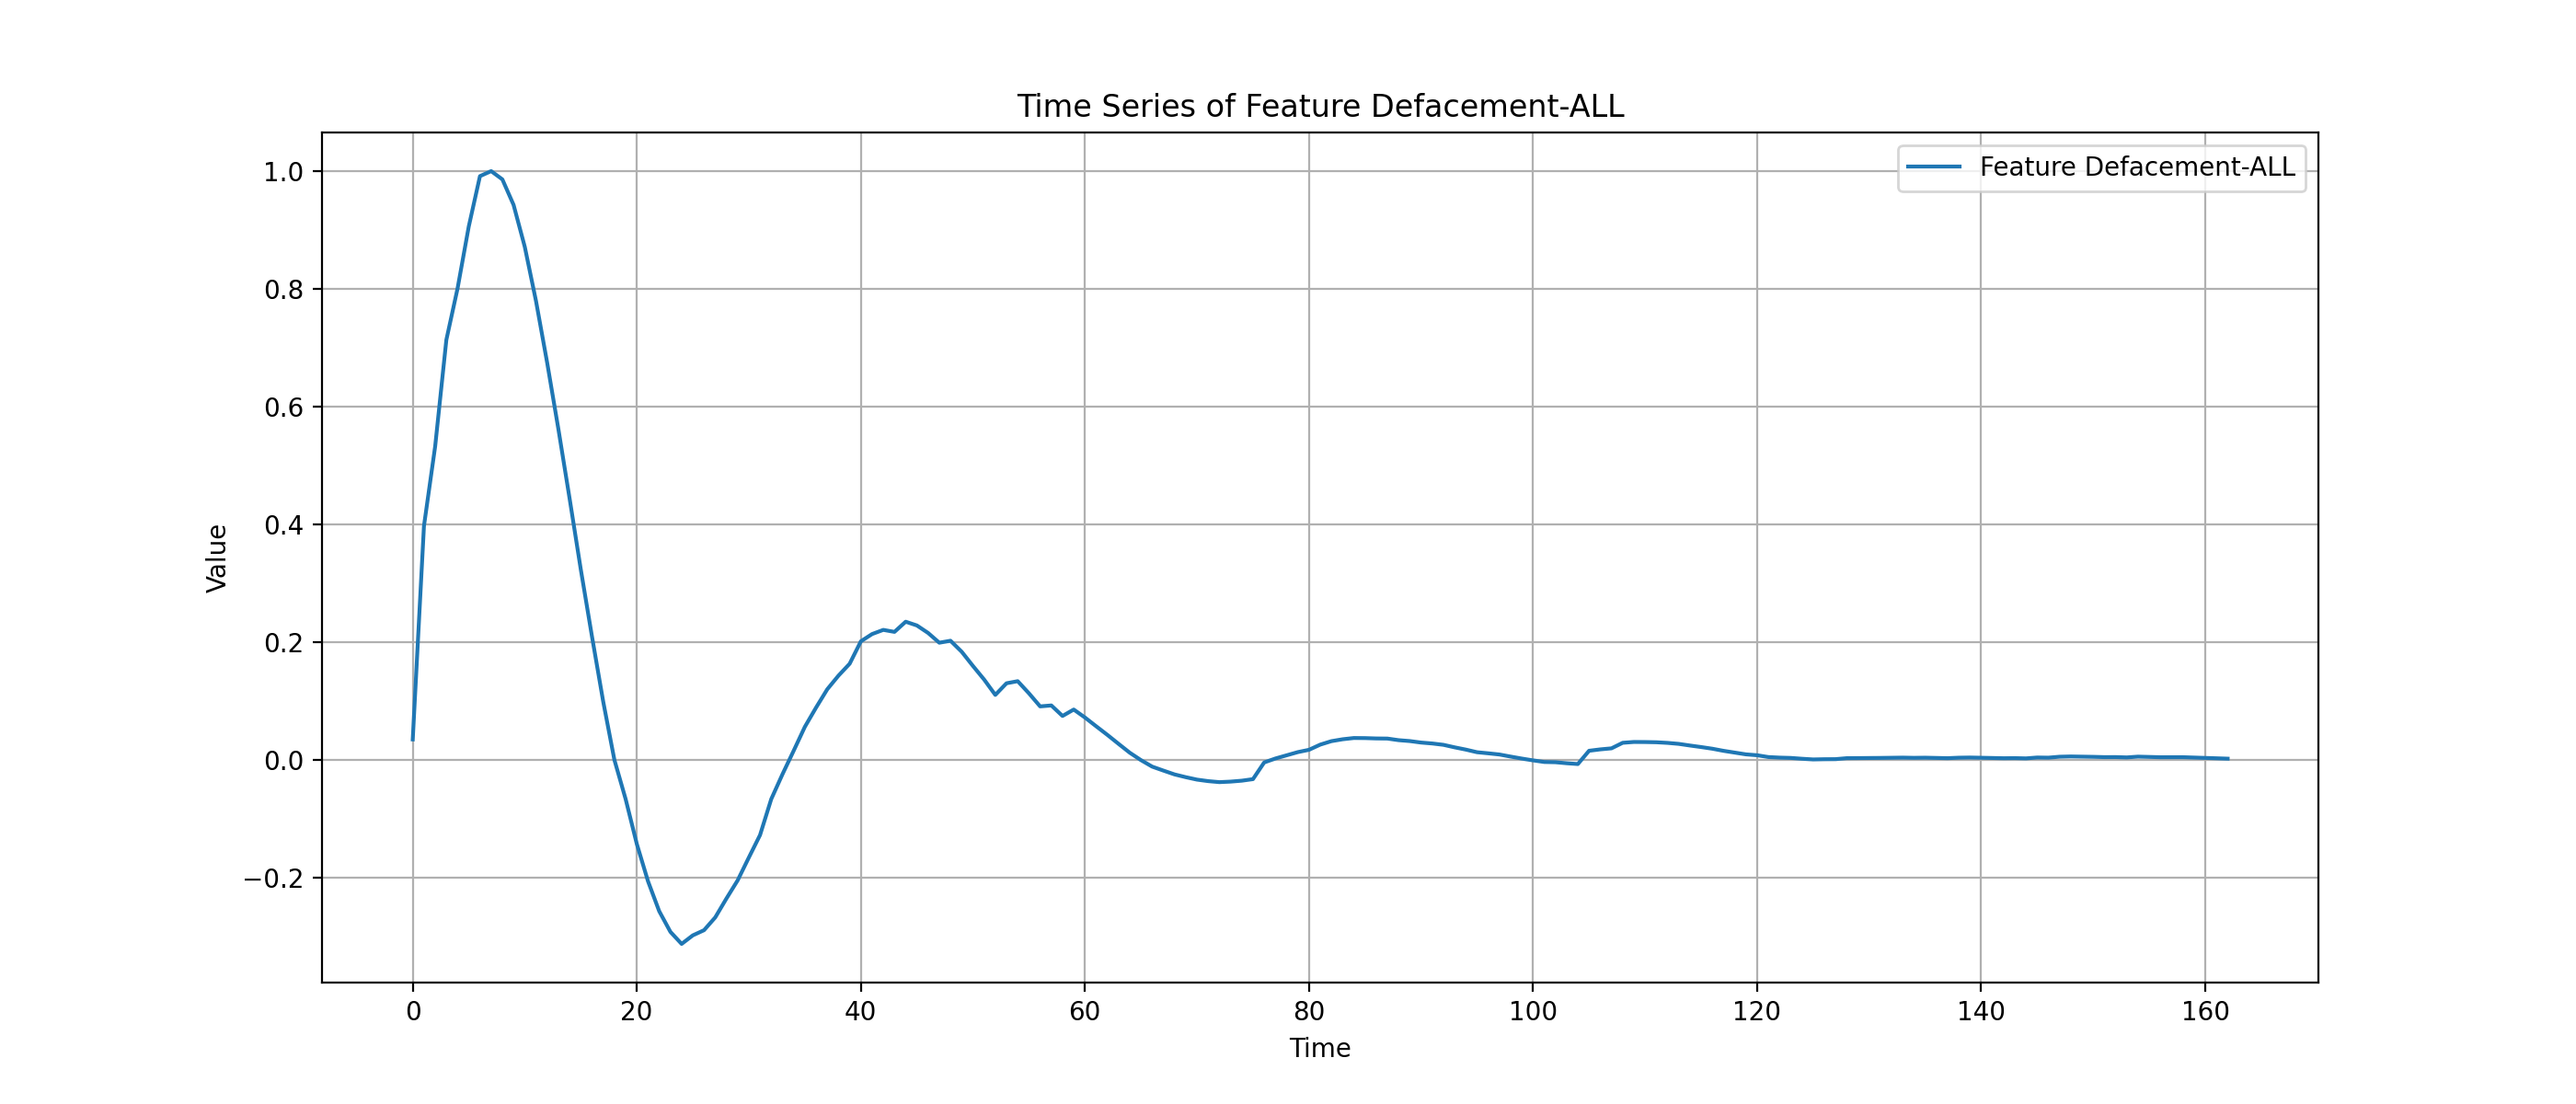 Time Series of Feature Defacement-ALL
Feature Defacement-ALL
Value
1.0
0.8
0.6
0.4
0.2
0.0
−0.2
0 20 40 60 80 100 120 140 160
Time